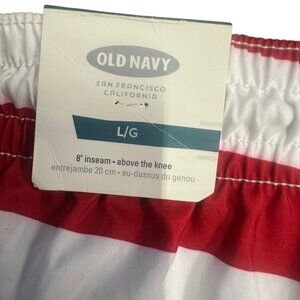 OLD NAVY
SAN FRANCISCO
CALIFORNIA
L/G
8" inseam • above the knee
entrejambe 20 cm • au-dessus du genou